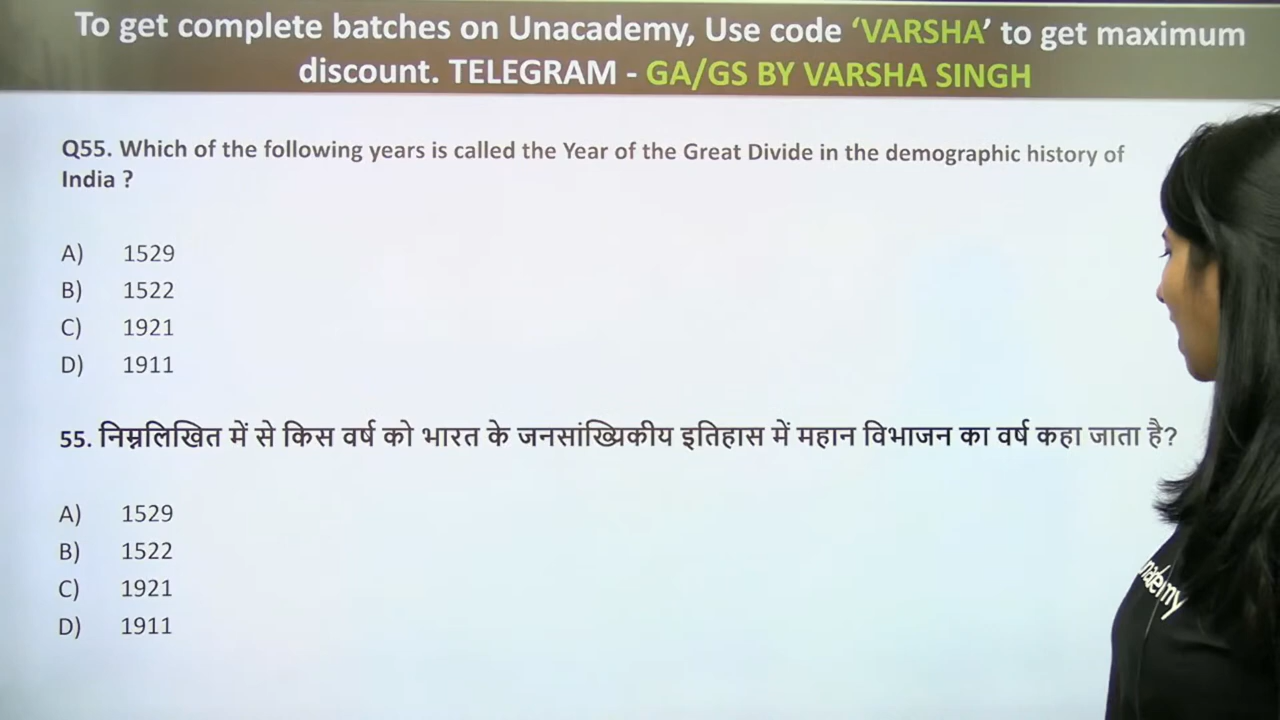 To get complete batches on Unacademy, Use code ‘VARSHA’ to get maximum
discount. TELEGRAM - GA/GS BY VARSHA SINGH
Q55. Which of the following years is called the Year of the Great Divide in the demographic history of
India ?
A) 1529
B) 1522
C) 1921
D) 1911
55. निम्नलिखित में से किस वर्ष को भारत के जनसांख्यिकीय इतिहास में महान विभाजन का वर्ष कहा जाता है?
A) 1529
B) 1522
C) 1921
D) 1911